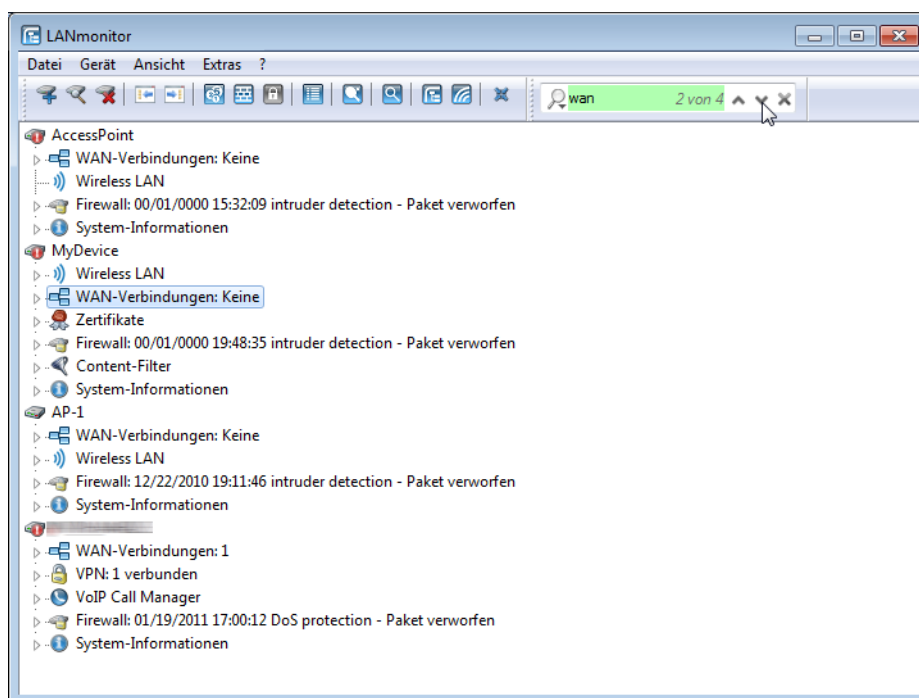 LANmonitor
Datei Gerät Ansicht Extras ?
wan 2 von 4
AccessPoint
WAN-Verbindungen: Keine
Wireless LAN
Firewall: 00/01/0000 15:32:09 intruder detection - Paket verworfen
System-Informationen
MyDevice
Wireless LAN
WAN-Verbindungen: Keine
Zertifikate
Firewall: 00/01/0000 19:48:35 intruder detection - Paket verworfen
Content-Filter
System-Informationen
AP-1
WAN-Verbindungen: Keine
Wireless LAN
Firewall: 12/22/2010 19:11:46 intruder detection - Paket verworfen
System-Informationen
WAN-Verbindungen: 1
VPN: 1 verbunden
VoIP Call Manager
Firewall: 01/19/2011 17:00:12 DoS protection - Paket verworfen
System-Informationen